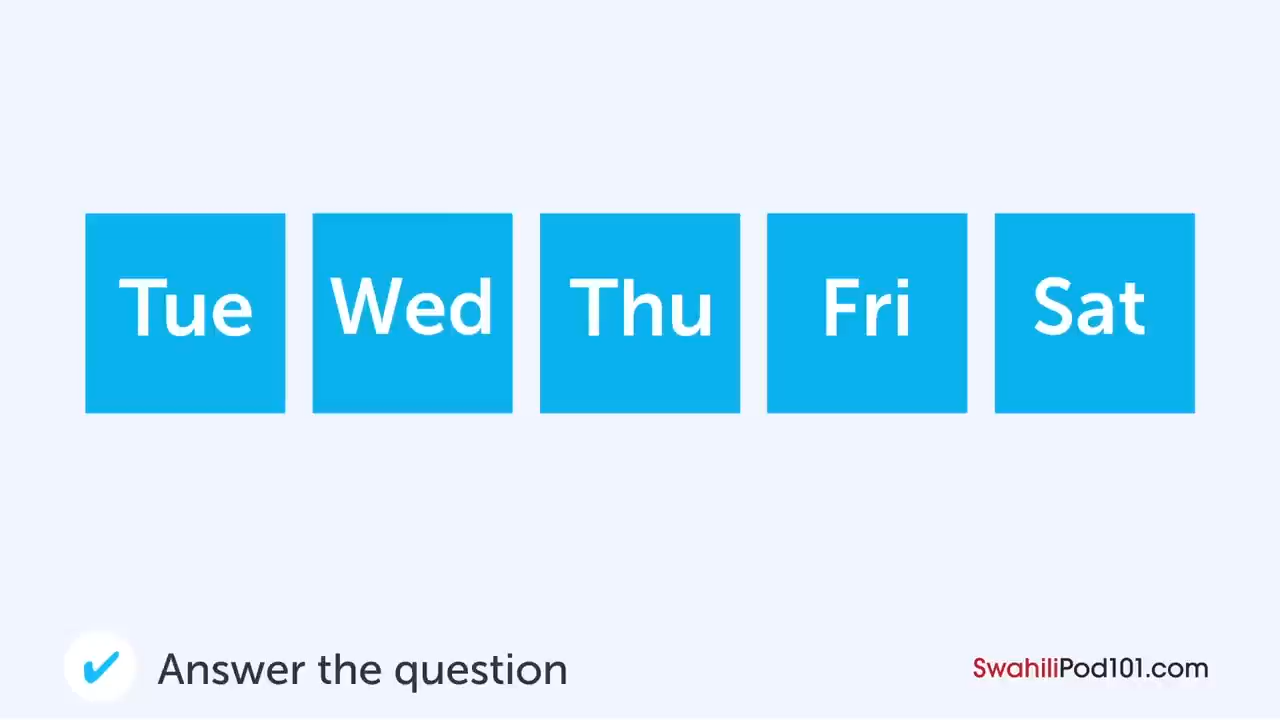 Tue Wed Thu Fri Sat
✔ Answer the question
SwahiliPod101.com